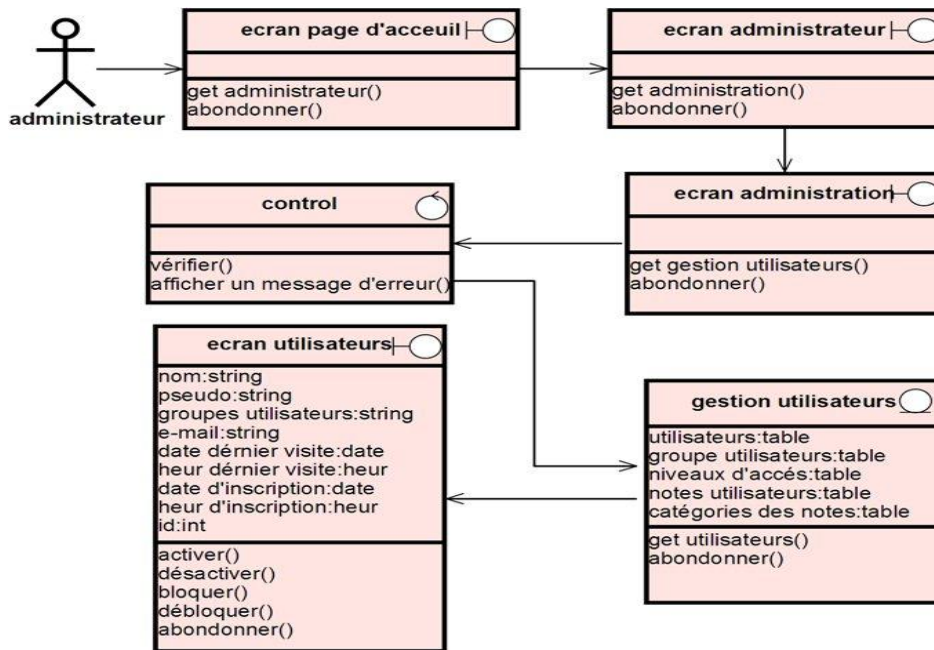 administrateur
ecran page d'acceuil
get administrateur()
abondonner()
ecran administrateur
get administration()
abondonner()
ecran administration
get gestion utilisateurs()
abondonner()
control
vérifier()
afficher un message d'erreur()
ecran utilisateurs
nom:string
pseudo:string
groupes utilisateurs:string
e-mail:string
date dérnier visite:date
heur dérnier visite:heur
date d'inscription:date
heur d'inscription:heur
id:int
activer()
désactiver()
bloquer()
débloquer()
abondonner()
gestion utilisateurs
utilisateurs:table
groupe utilisateurs:table
niveaux d'accés:table
notes utilisateurs:table
catégories des notes:table
get utilisateurs()
abondonner()